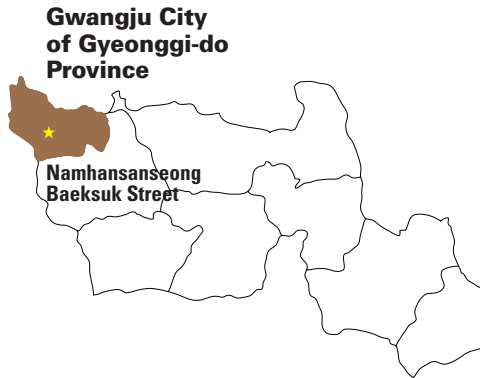 Gwangju City
of Gyeonggi-do
Province
Namhansanseong
Baeksuk Street